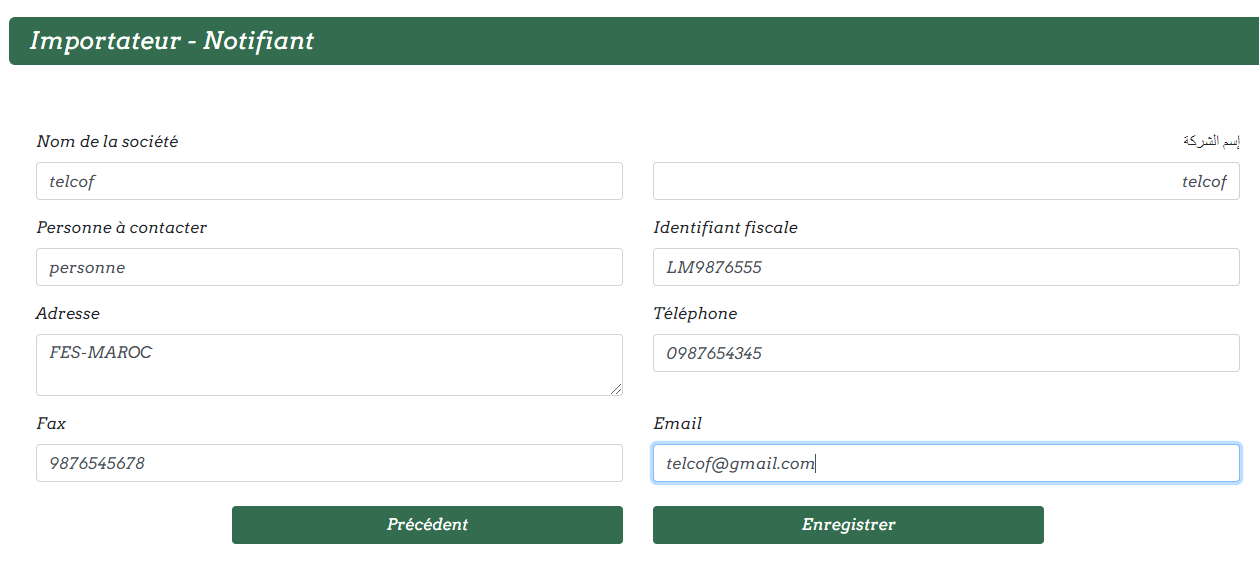 Importateur - Notifiant
Nom de la société
إسم الشركة
telcof
telcof
Personne à contacter
Identifiant fiscale
personne
LM9876555
Adresse
Téléphone
FES-MAROC
0987654345
Fax
Email
9876545678
telcof@gmail.com
Précédent
Enregistrer